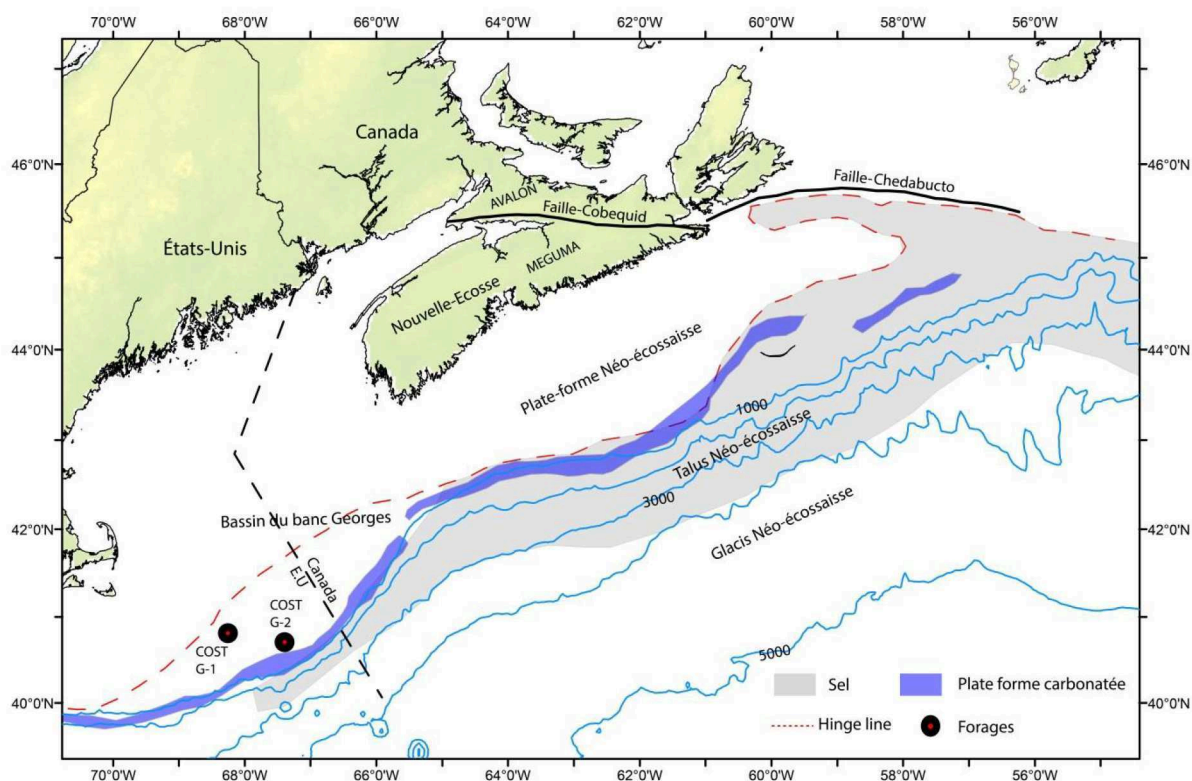 70°0'W 68°0'W 66°0'W 64°0'W 62°0'W 60°0'W 58°0'W 56°0'W
46°0'N
44°0'N
42°0'N
40°0'N
46°0'N
44°0'N
42°0'N
40°0'N
Canada
États-Unis
AVALON
Faille-Cobequid
Faille-Chedabucto
MEGUMA
Nouvelle-Ecosse
Plate-forme Néo-écossaisse
1000
Talus Néo-écossaisse
3000
Glacis Néo-écossaisse
Bassin du banc Georges
Canada
E.U
COST
G-2
COST
G-1
5000
Sel
Plate forme carbonatée
Hinge line
Forages
70°0'W 68°0'W 66°0'W 64°0'W 62°0'W 60°0'W 58°0'W 56°0'W